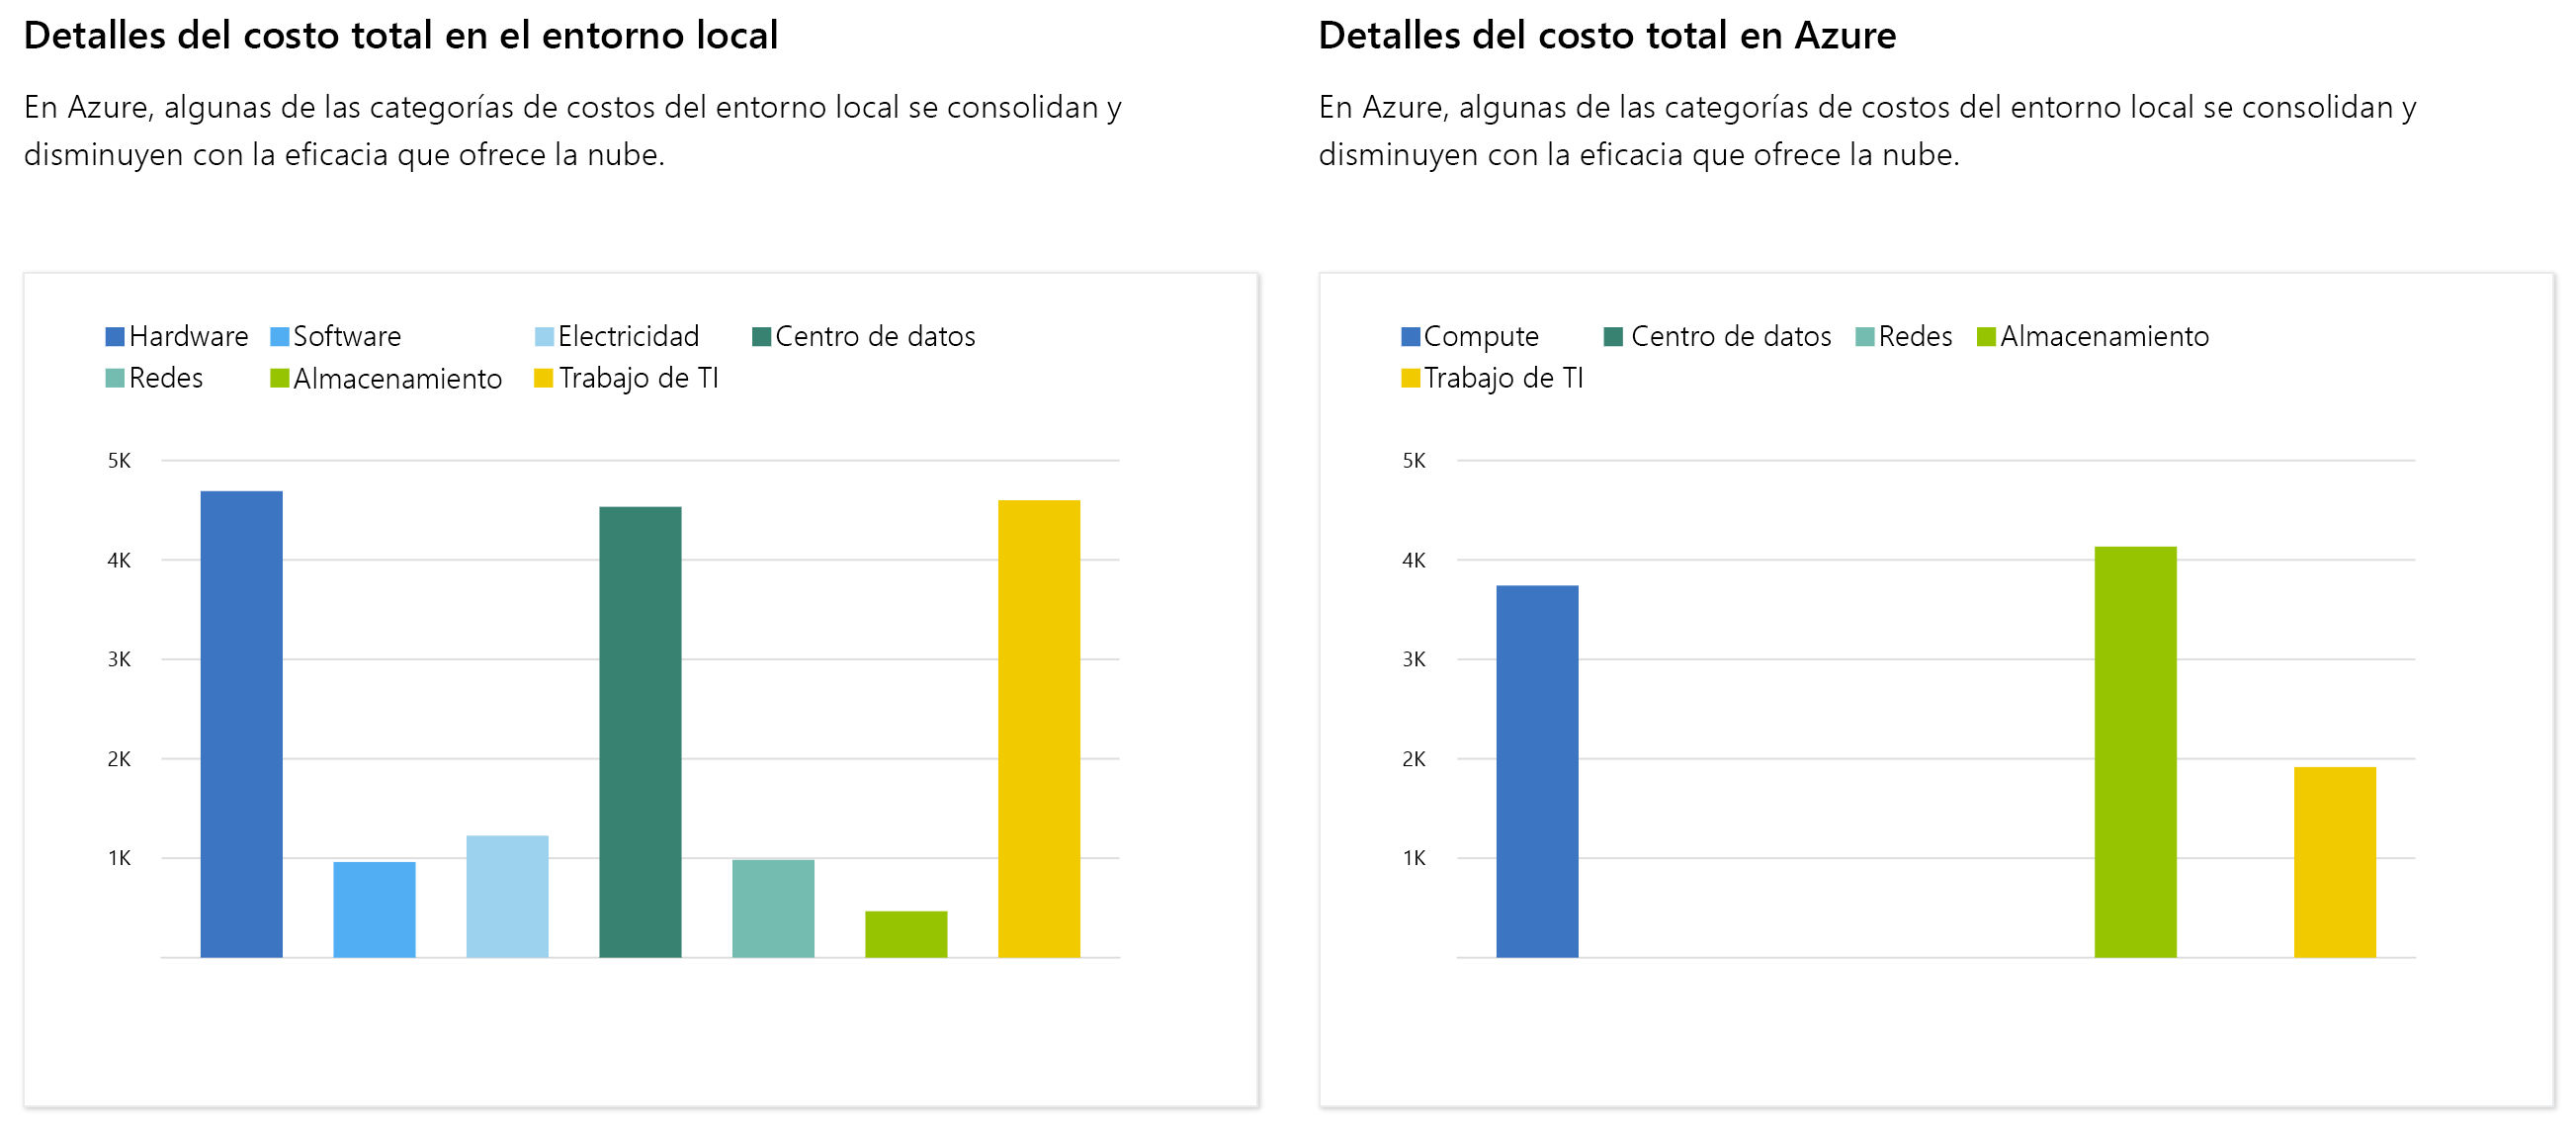 Detalles del costo total en el entorno local
En Azure, algunas de las categorías de costos del entorno local se consolidan y
disminuyen con la eficacia que ofrece la nube.
Hardware Software Electricidad Centro de datos
Redes Almacenamiento Trabajo de TI
5K
4K
3K
2K
1K
Detalles del costo total en Azure
En Azure, algunas de las categorías de costos del entorno local se consolidan y
disminuyen con la eficacia que ofrece la nube.
Compute Centro de datos Redes Almacenamiento
Trabajo de TI
5K
4K
3K
2K
1K